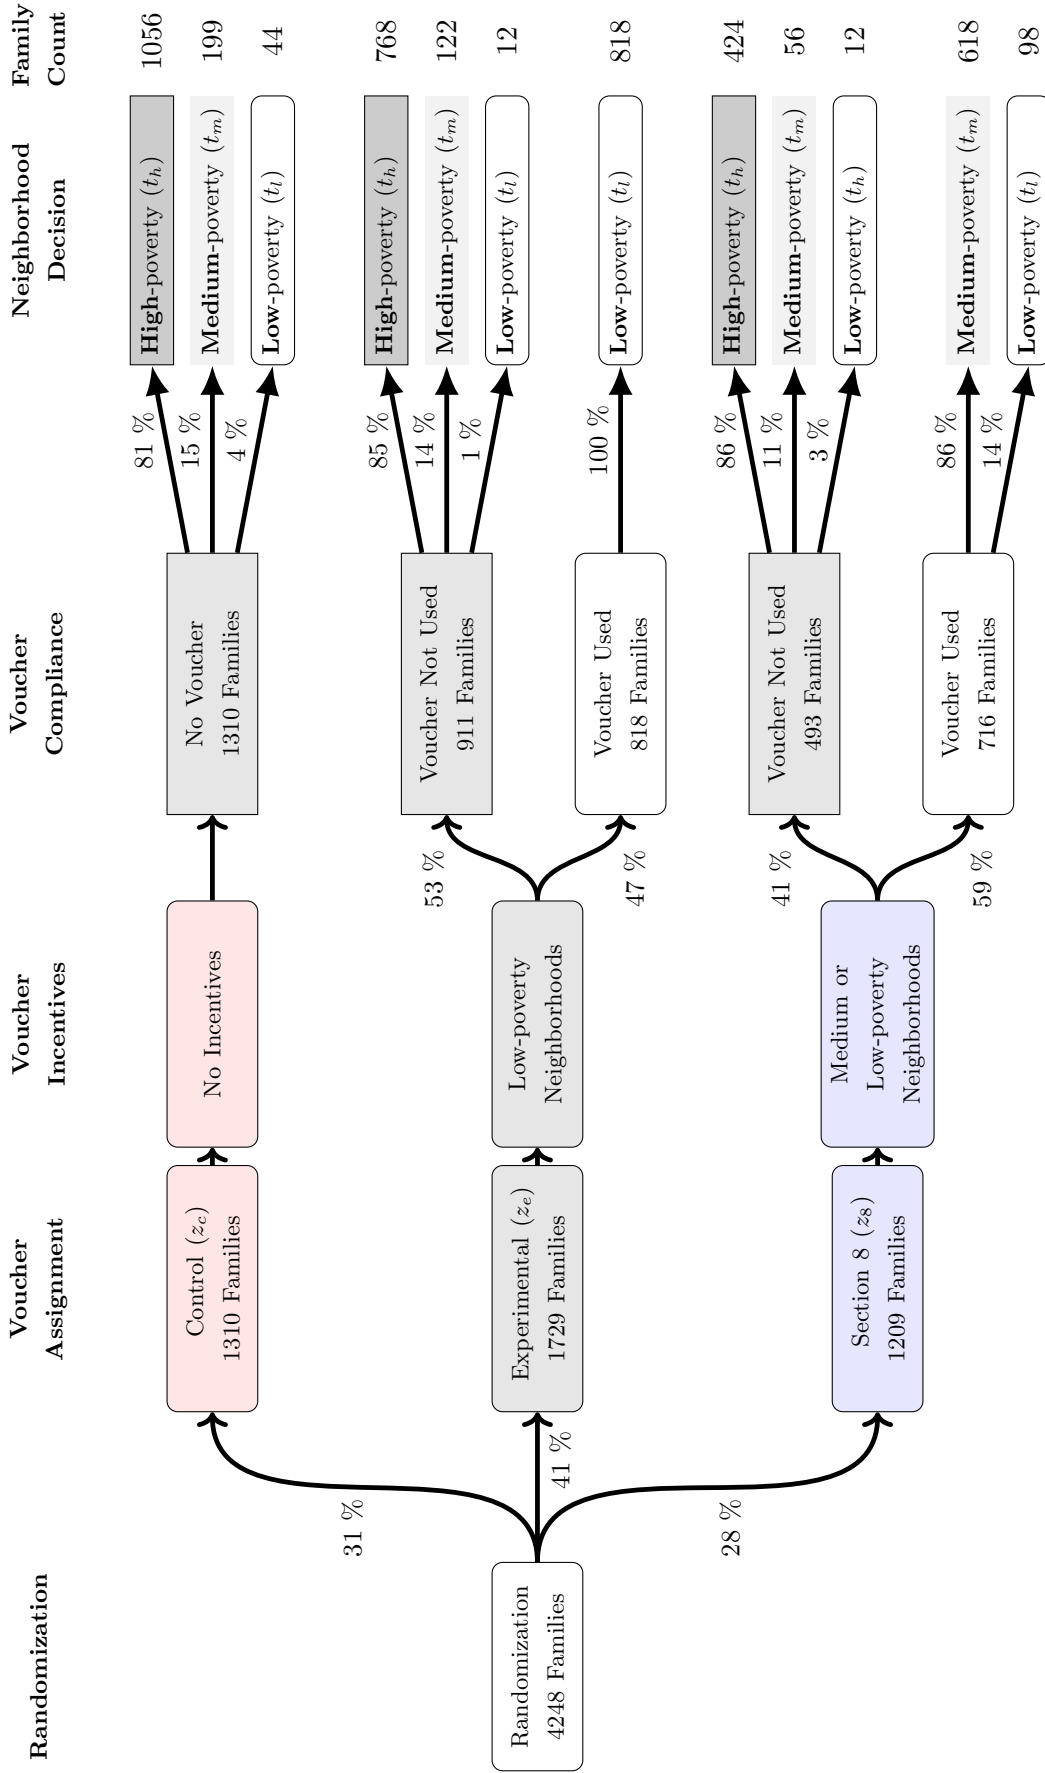 Randomization
Voucher
Assignment
Voucher
Incentives
Voucher
Compliance
Neighborhood
Decision
Family
Count
Randomization
4248 Families
31 %
41 %
28 %
Control (z_c)
1310 Families
No Incentives
No Voucher
1310 Families
81 %
15 %
4 %
High-poverty (t_h)
1056
Medium-poverty (t_m)
199
Low-poverty (t_l)
44
Experimental (z_e)
1729 Families
Low-poverty
Neighborhoods
53 %
47 %
Voucher Not Used
911 Families
85 %
14 %
1 %
High-poverty (t_h)
768
Medium-poverty (t_m)
122
Low-poverty (t_l)
12
Voucher Used
818 Families
100 %
Low-poverty (t_l)
818
Section 8 (z_8)
1209 Families
Medium or
Low-poverty
Neighborhoods
41 %
59 %
Voucher Not Used
493 Families
86 %
11 %
3 %
High-poverty (t_h)
424
Medium-poverty (t_m)
56
Low-poverty (t_h)
12
Voucher Used
716 Families
86 %
14 %
Medium-poverty (t_m)
618
Low-poverty (t_l)
98